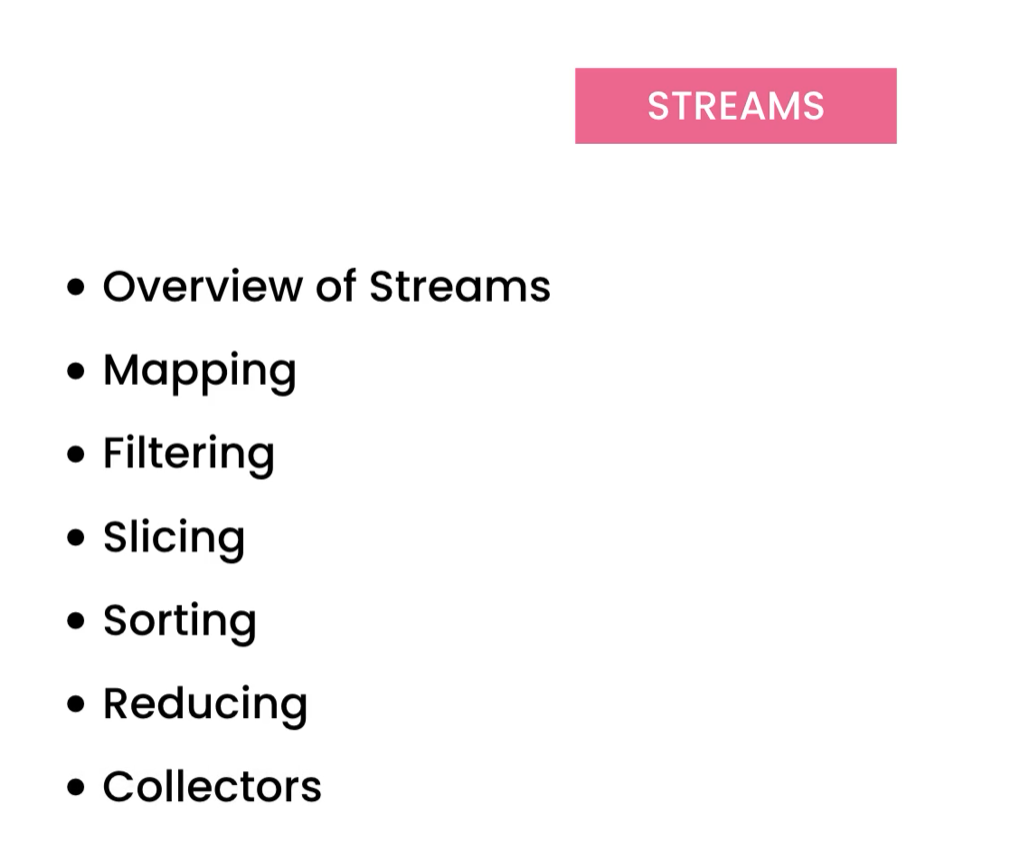 STREAMS
• Overview of Streams
• Mapping
• Filtering
• Slicing
• Sorting
• Reducing
• Collectors